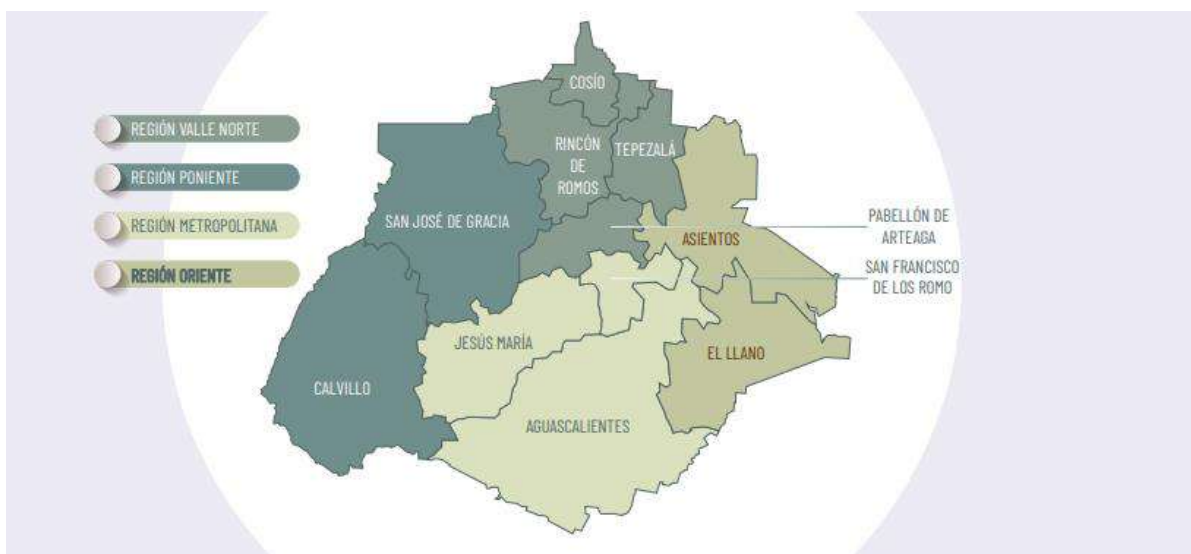 REGIÓN VALLE NORTE
REGIÓN PONIENTE
REGIÓN METROPOLITANA
REGIÓN ORIENTE
COSÍO
RINCÓN
DE
ROMOS
TEPEZALÁ
SAN JOSÉ DE GRACIA
ASIENTOS
PABELLÓN DE
ARTEAGA
SAN FRANCISCO
DE LOS ROMO
JESÚS MARÍA
EL LLANO
CALVILLO
AGUASCALIENTES